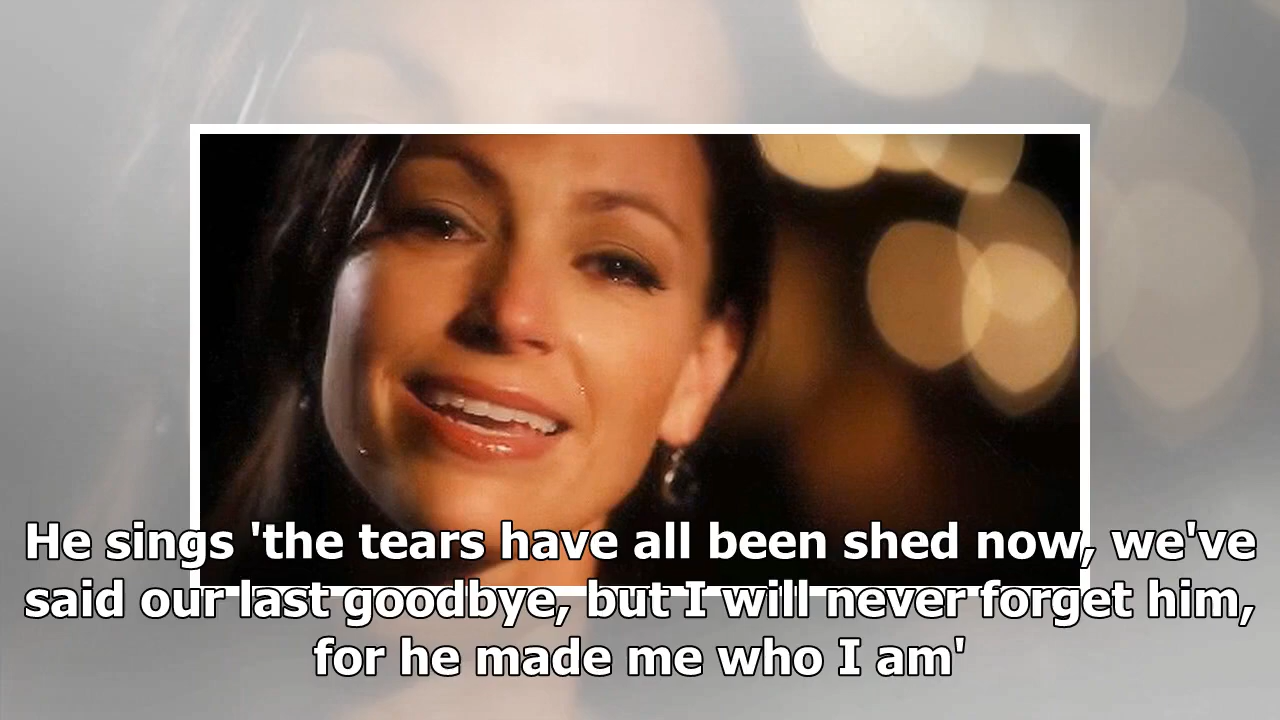 He sings 'the tears have all been shed now, we've
said our last goodbye, but I will never forget him,
for he made me who I am'